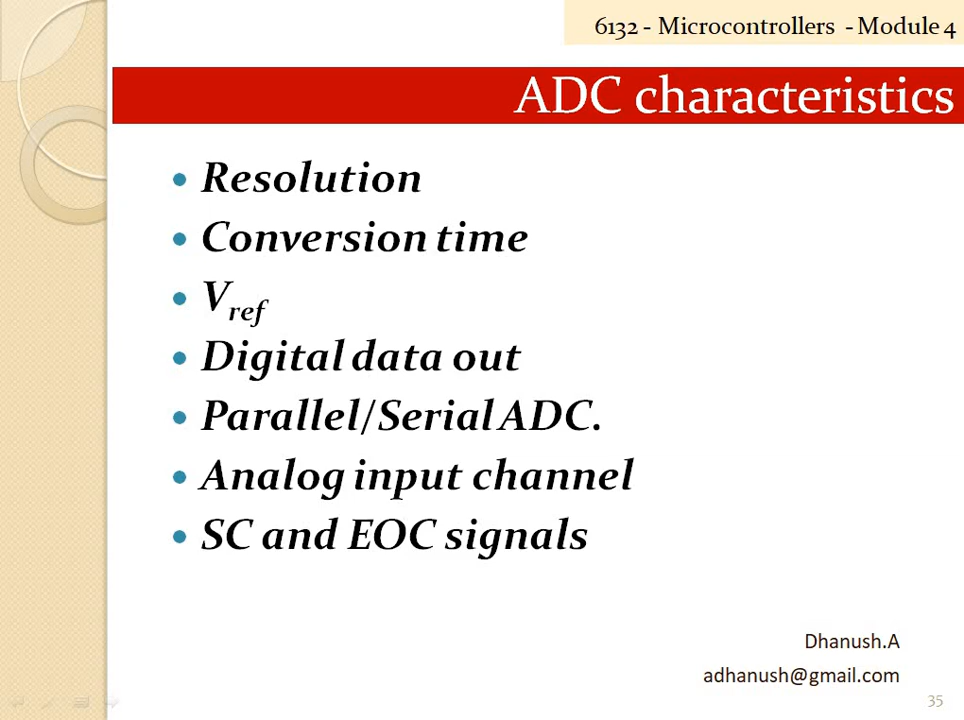 6132 - Microcontrollers - Module 4
ADC characteristics
• Resolution
• Conversion time
• Vref
• Digital data out
• Parallel/Serial ADC.
• Analog input channel
• SC and EOC signals
Dhanush.A
adhanush@gmail.com
35